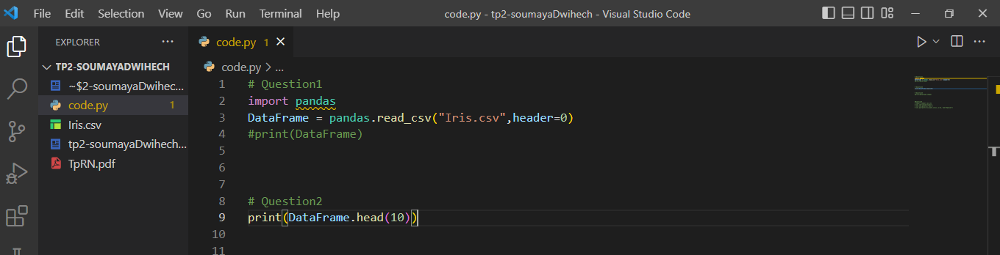 File Edit Selection View Go Run Terminal Help code.py - tp2-soumayaDwihech - Visual Studio Code
EXPLORER
TP2-SOUMAYADWIHECH
~$2-soumayaDwihec...
code.py 1
Iris.csv
tp2-soumayaDwihech...
TpRN.pdf
code.py 1
code.py > ...
1 # Question1
2 import pandas
3 DataFrame = pandas.read_csv("Iris.csv",header=0)
4 #print(DataFrame)
5
6
7
8 # Question2
9 print(DataFrame.head(10))
10
11